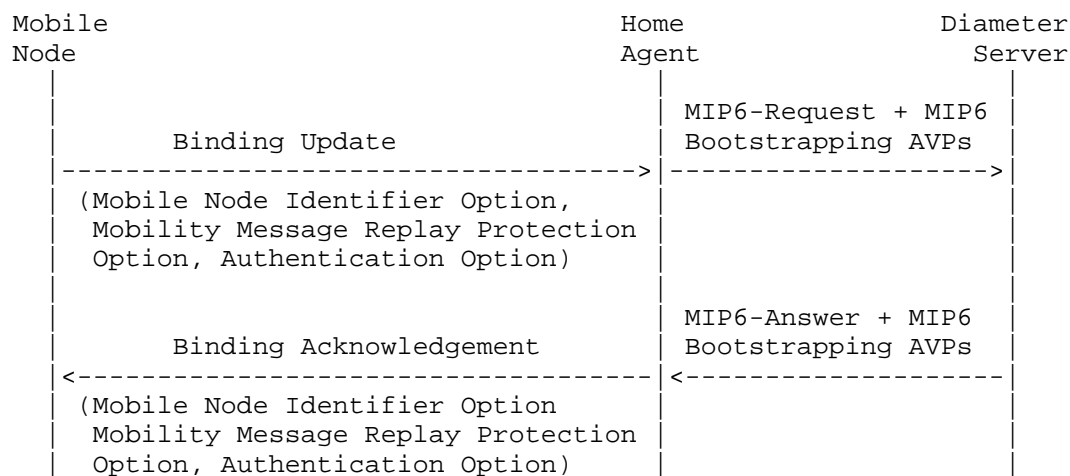 Mobile Home Diameter
Node Agent Server
MIP6-Request + MIP6
Binding Update Bootstrapping AVPs
(Mobile Node Identifier Option,
Mobility Message Replay Protection
Option, Authentication Option)
MIP6-Answer + MIP6
Binding Acknowledgement Bootstrapping AVPs
(Mobile Node Identifier Option
Mobility Message Replay Protection
Option, Authentication Option)